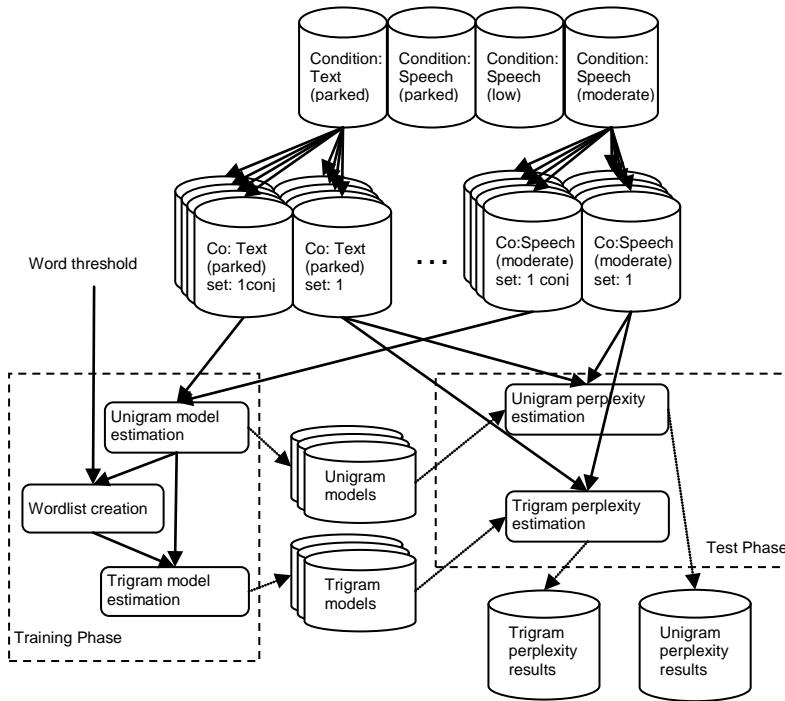 Condition:
Text
(parked)
Condition:
Speech
(parked)
Condition:
Speech
(low)
Condition:
Speech
(moderate)
Co: Text
(parked)
set: 1conj
Co: Text
(parked)
set: 1
...
Co:Speech
(moderate)
set: 1 conj
Co:Speech
(moderate)
set: 1
Word threshold
Unigram model
estimation
Wordlist creation
Trigram model
estimation
Training Phase
Unigram
models
Trigram
models
Unigram perplexity
estimation
Trigram perplexity
estimation
Test Phase
Trigram
perplexity
results
Unigram
perplexity
results